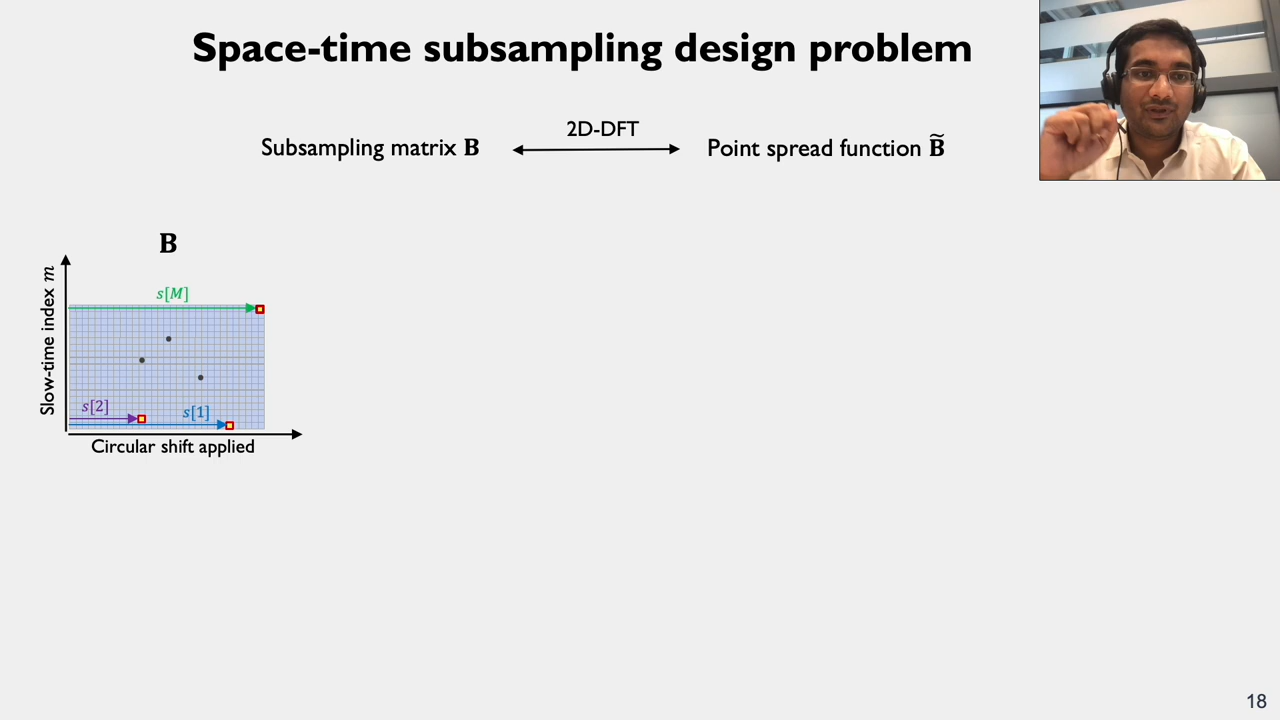 Space-time subsampling design problem
2D-DFT
Subsampling matrix B
Point spread function B̃
B
Slow-time index m
s[M]
s[2]
s[1]
Circular shift applied
18